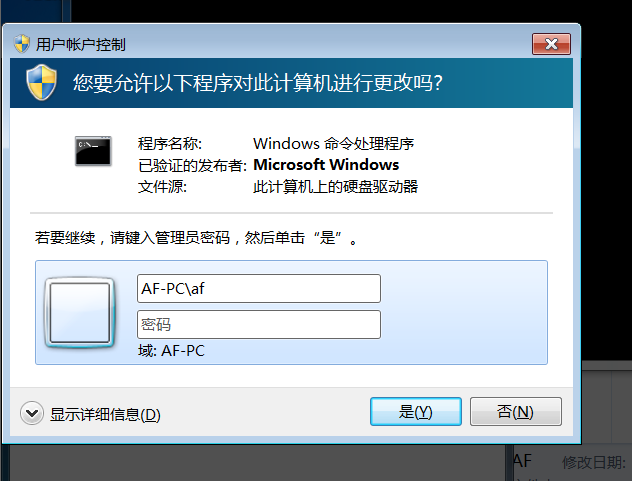 用户帐户控制
您要允许以下程序对此计算机进行更改吗?
程序名称: Windows 命令处理程序
已验证的发布者: Microsoft Windows
文件源: 此计算机上的硬盘驱动器
若要继续，请键入管理员密码，然后单击“是”。
AF-PC\af
密码
域: AF-PC
显示详细信息(D)
是(Y)
否(N)
AF 修改日期: